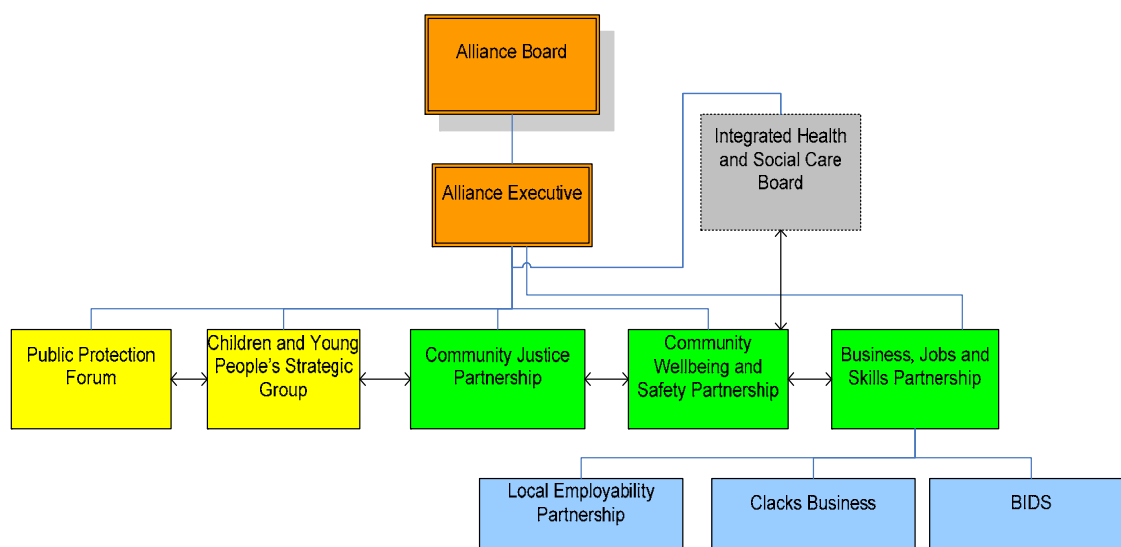 Alliance Board
Integrated Health
and Social Care
Board
Alliance Executive
Public Protection
Forum
Children and Young
People’s Strategic
Group
Community Justice
Partnership
Community
Wellbeing and
Safety Partnership
Business, Jobs and
Skills Partnership
Local Employability
Partnership
Clacks Business
BIDS